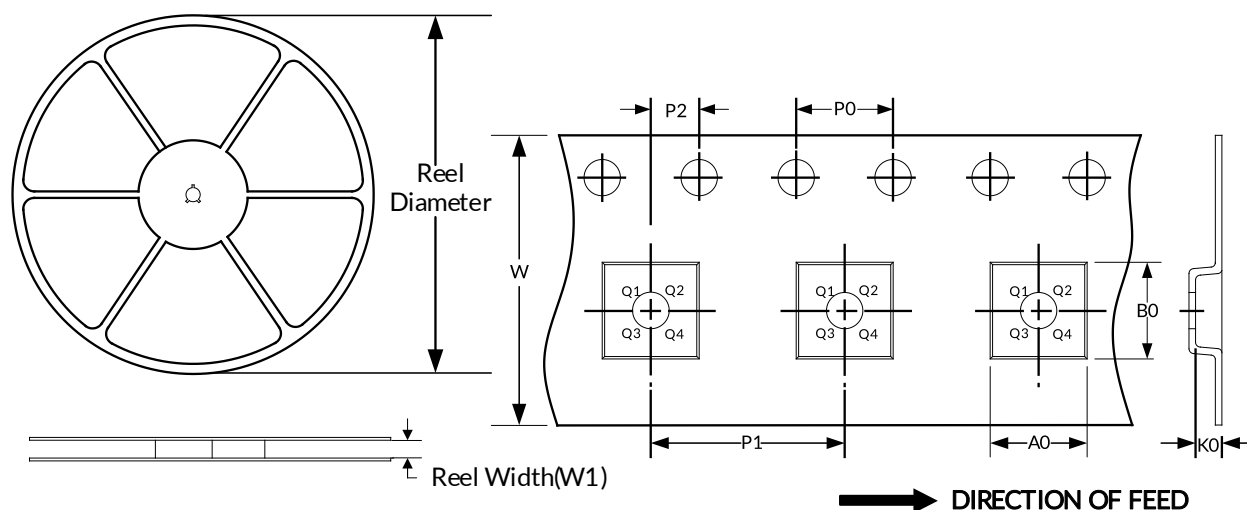 P2
P0
Reel
Diameter
W
Q1 Q2
Q3 Q4
Q1 Q2
Q3 Q4
Q1 Q2
Q3 Q4
B0
P1
A0
K0
Reel Width(W1)
DIRECTION OF FEED